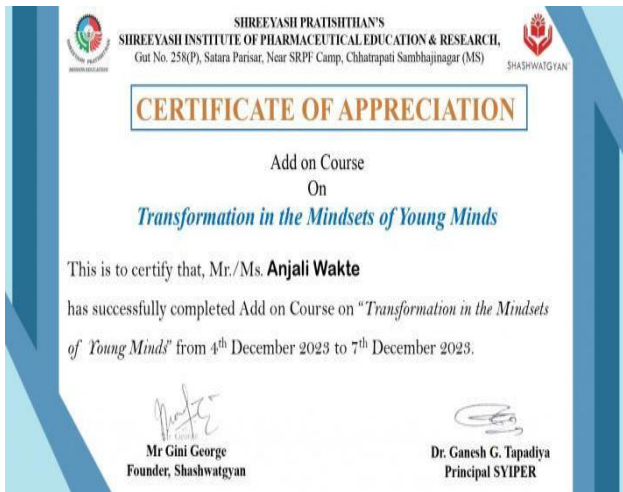 SHREEYASH PRATISHTHAN'S
SHREEYASH INSTITUTE OF PHARMACEUTICAL EDUCATION & RESEARCH,
Gut No. 258(P), Satara Parisar, Near SRPF Camp, Chhatrapati Sambhajinagar (MS)
SHASHWATGYAN
CERTIFICATE OF APPRECIATION
Add on Course
On
Transformation in the Mindsets of Young Minds
This is to certify that, Mr./Ms. Anjali Wakte
has successfully completed Add on Course on “Transformation in the Mindsets
of Young Minds” from 4th December 2023 to 7th December 2023.
Mr Gini George
Founder, Shashwatgyan
Dr. Ganesh G. Tapadiya
Principal SYIPER